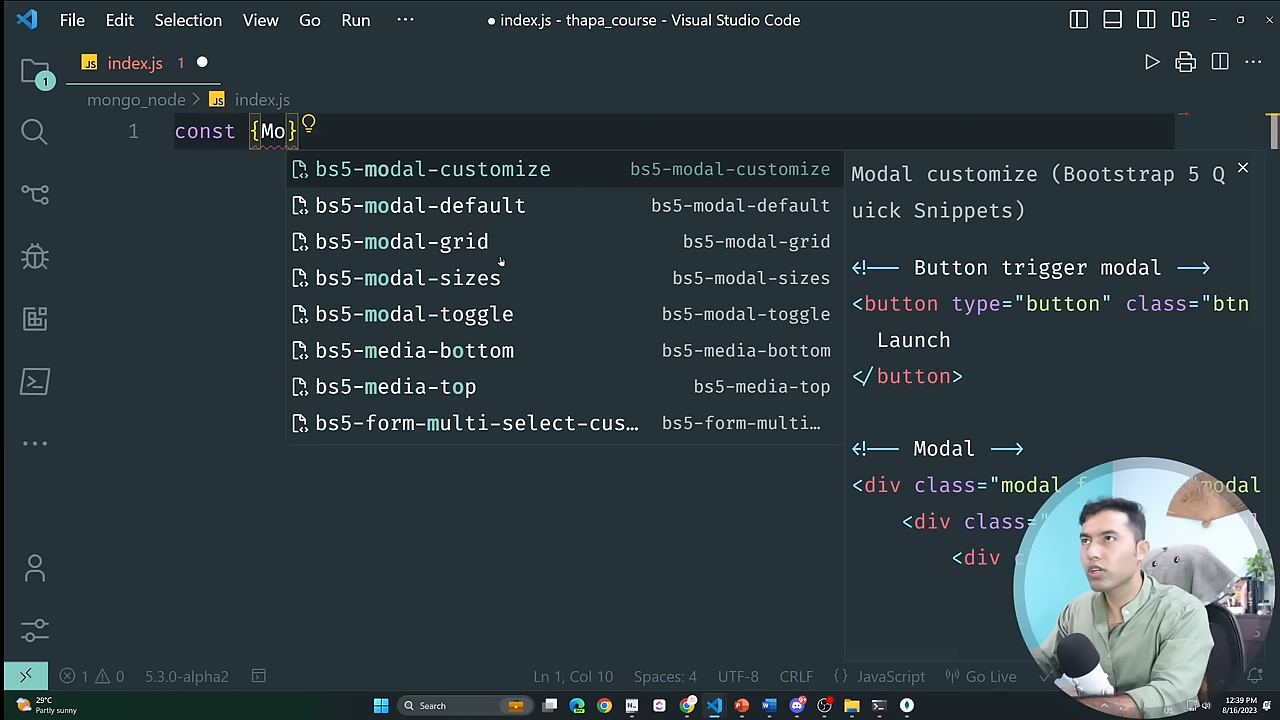 File Edit Selection View Go Run ··· ● index.js - thapa_course - Visual Studio Code
JS index.js 1 ●
mongo_node > JS index.js
1 const {Mo}
bs5-modal-customize bs5-modal-customize
bs5-modal-default bs5-modal-default
bs5-modal-grid bs5-modal-grid
bs5-modal-sizes bs5-modal-sizes
bs5-modal-toggle bs5-modal-toggle
bs5-media-bottom bs5-media-bottom
bs5-media-top bs5-media-top
bs5-form-multi-select-cus… bs5-form-multi…
Modal customize (Bootstrap 5 Q
uick Snippets)
<!-- Button trigger modal -->
<button type="button" class="btn
Launch
</button>
<!-- Modal -->
<div class="modal f modal
<div class=
<div c
1
1 0 5.3.0-alpha2 Ln 1, Col 10 Spaces: 4 UTF-8 CRLF {} JavaScript Go Live
29°C
Partly sunny
Search
12:39 PM
8/16/2023